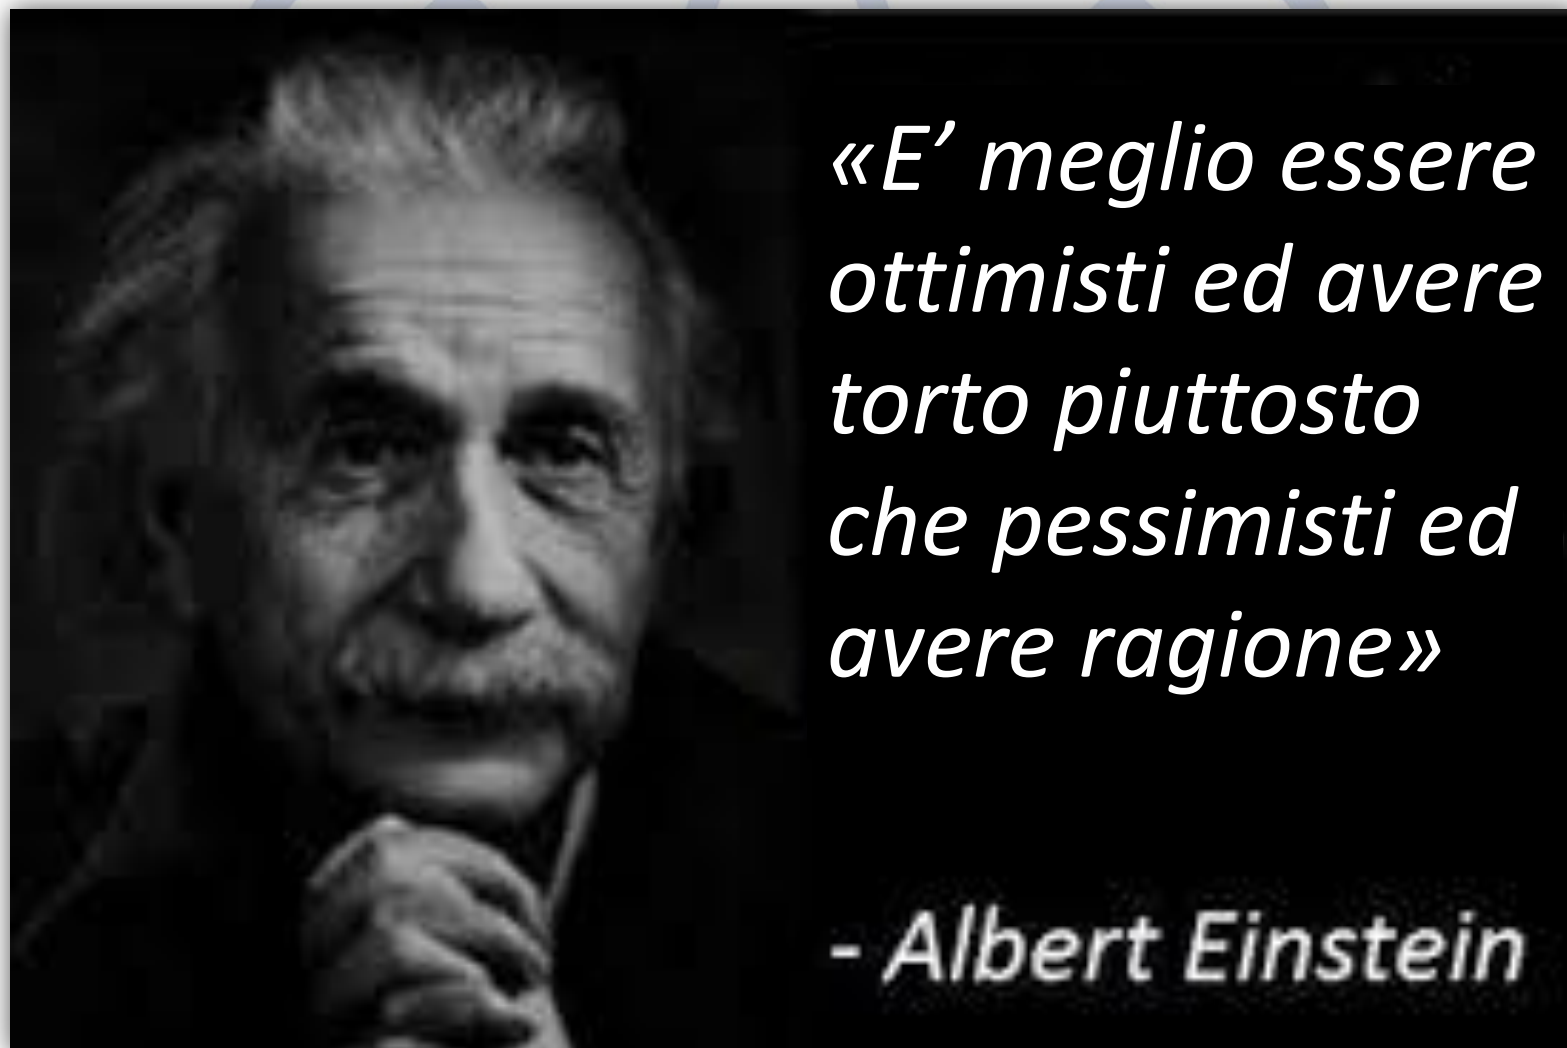 «E’ meglio essere
ottimisti ed avere
torto piuttosto
che pessimisti ed
avere ragione»
- Albert Einstein